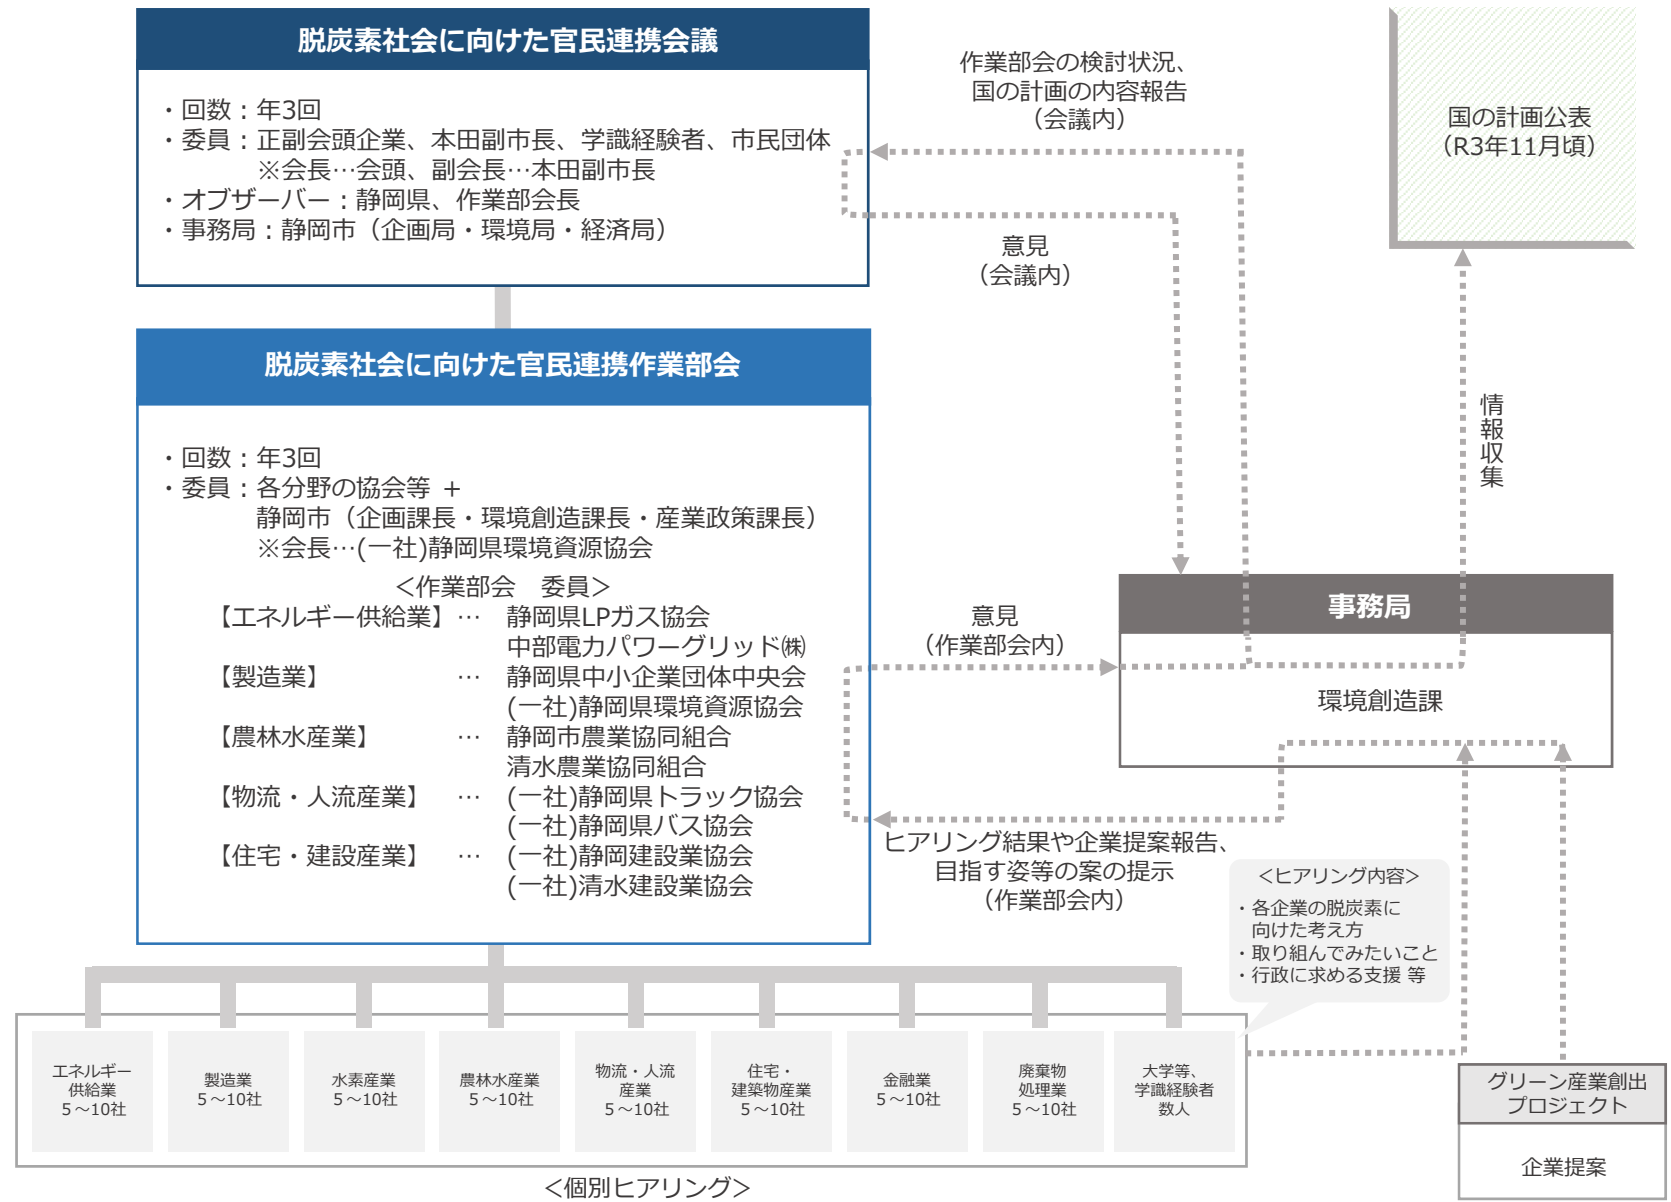 脱炭素社会に向けた官民連携会議
・回数：年3回
・委員：正副会頭企業、本田副市長、学識経験者、市民団体
※会長…会頭、副会長…本田副市長
・オブザーバー：静岡県、作業部会長
・事務局：静岡市（企画局・環境局・経済局）
作業部会の検討状況、
国の計画の内容報告
（会議内）
意見
（会議内）
国の計画公表
（R3年11月頃）
情報収集
脱炭素社会に向けた官民連携作業部会
・回数：年3回
・委員：各分野の協会等 ＋
静岡市（企画課長・環境創造課長・産業政策課長）
※会長…(一社)静岡県環境資源協会
＜作業部会　委員＞
【エネルギー供給業】… 静岡県LPガス協会
中部電力パワーグリッド㈱
【製造業】 … 静岡県中小企業団体中央会
(一社)静岡県環境資源協会
【農林水産業】 … 静岡市農業協同組合
清水農業協同組合
【物流・人流産業】 … (一社)静岡県トラック協会
(一社)静岡県バス協会
【住宅・建設産業】 … (一社)静岡建設業協会
(一社)清水建設業協会
意見
（作業部会内）
事務局
環境創造課
ヒアリング結果や企業提案報告、
目指す姿等の案の提示
（作業部会内）
＜ヒアリング内容＞
・各企業の脱炭素に
向けた考え方
・取り組んでみたいこと
・行政に求める支援 等
エネルギー
供給業
５～10社
製造業
５～10社
水素産業
５～10社
農林水産業
５～10社
物流・人流
産業
５～10社
住宅・
建築物産業
５～10社
金融業
５～10社
廃棄物
処理業
５～10社
大学等、
学識経験者
数人
＜個別ヒアリング＞
グリーン産業創出
プロジェクト
企業提案